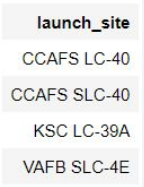 launch_site
CCAFS LC-40
CCAFS SLC-40
KSC LC-39A
VAFB SLC-4E